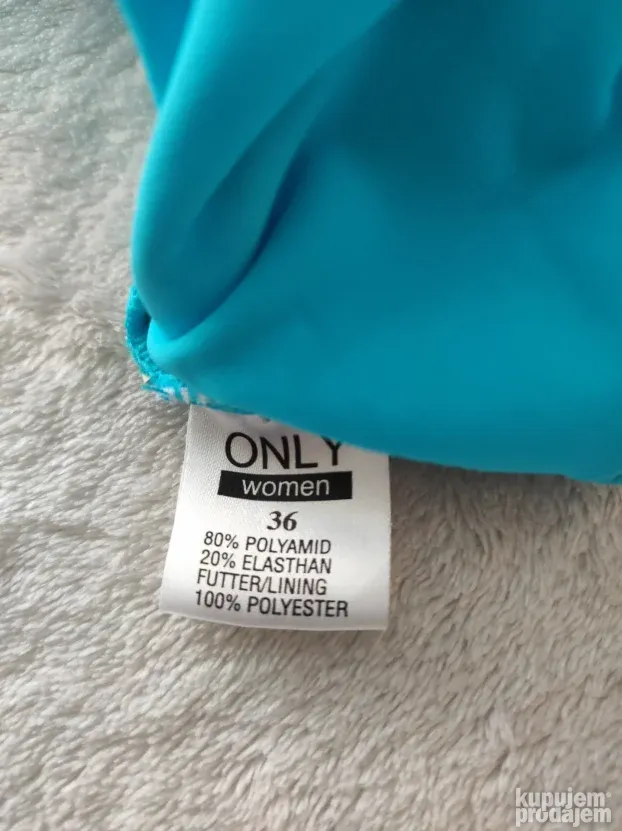 ONLY
women
36
80% POLYAMID
20% ELASTHAN
FUTTER/LINING
100% POLYESTER
kupujem
prodajem